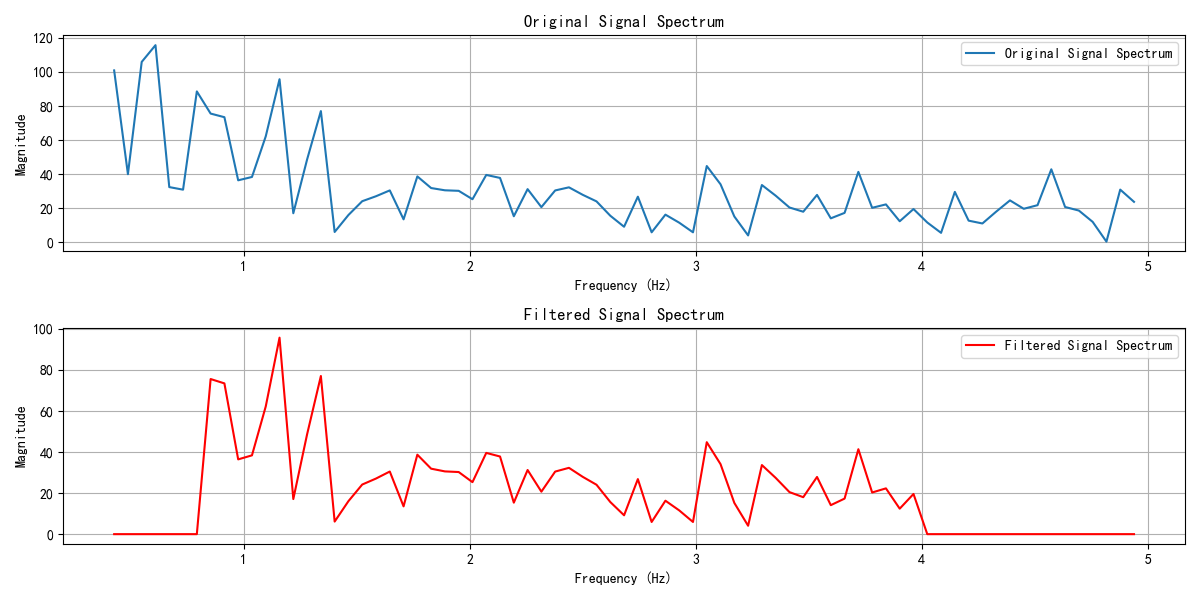 Original Signal Spectrum
120
100
80
60
40
20
0
Magnitude
Original Signal Spectrum
1
2
3
4
5
Frequency (Hz)
Filtered Signal Spectrum
100
80
60
40
20
0
Magnitude
Filtered Signal Spectrum
1
2
3
4
5
Frequency (Hz)